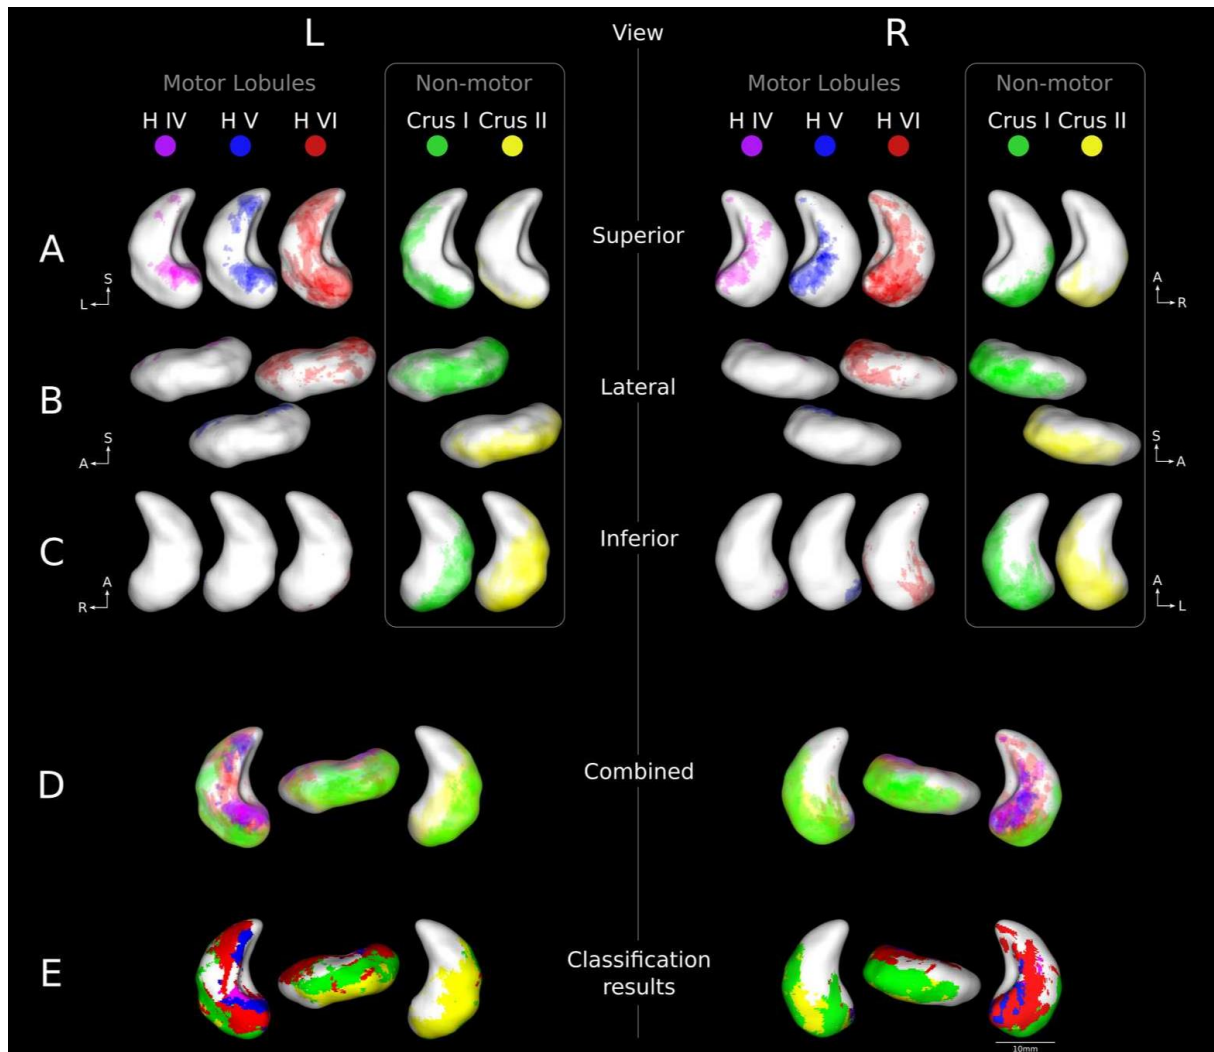 L
View
R
Motor Lobules
Non-motor
Motor Lobules
Non-motor
H IV
H V
H VI
Crus I
Crus II
H IV
H V
H VI
Crus I
Crus II
A
Superior
S
L
A
R
B
Lateral
S
A
S
A
C
Inferior
A
R
A
L
D
Combined
E
Classification
results
10mm